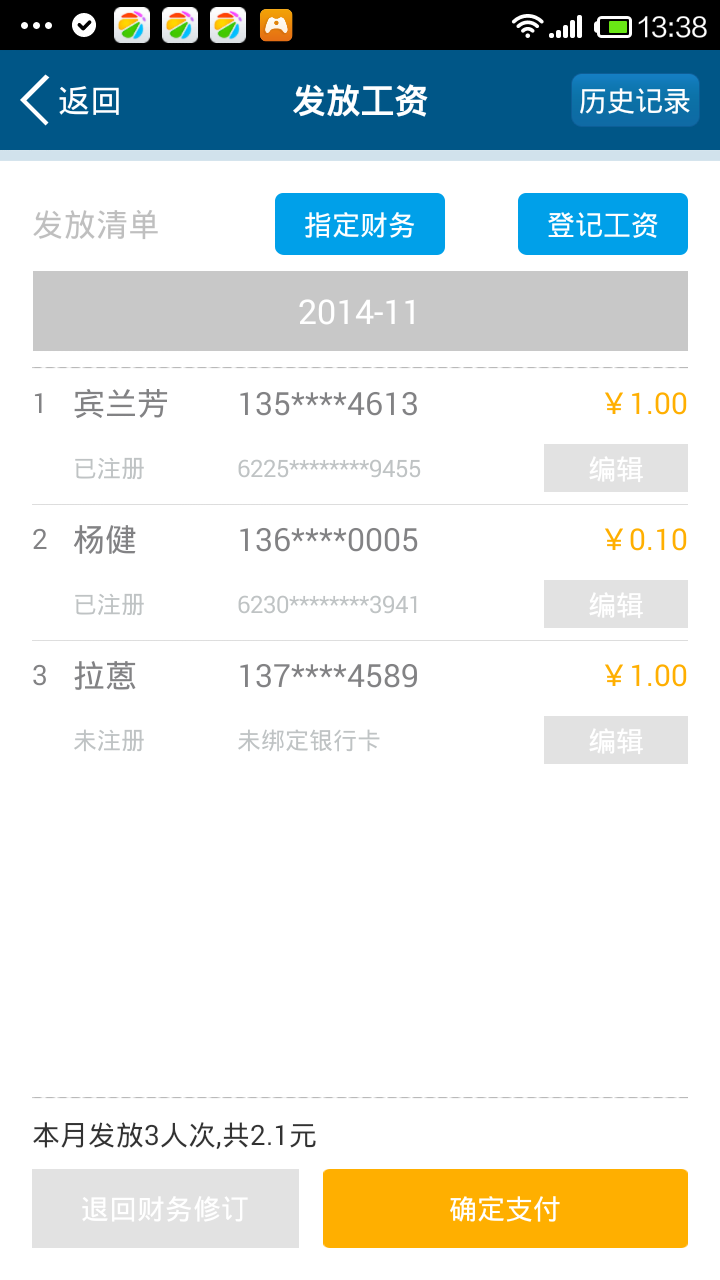 13:38
返回 发放工资 历史记录
发放清单 指定财务 登记工资
2014-11
1 宾兰芳 135****4613 ￥1.00
已注册 6225********9455 编辑
2 杨健 136****0005 ￥0.10
已注册 6230********3941 编辑
3 拉蒽 137****4589 ￥1.00
未注册 未绑定银行卡 编辑
本月发放3人次,共2.1元
退回财务修订 确定支付